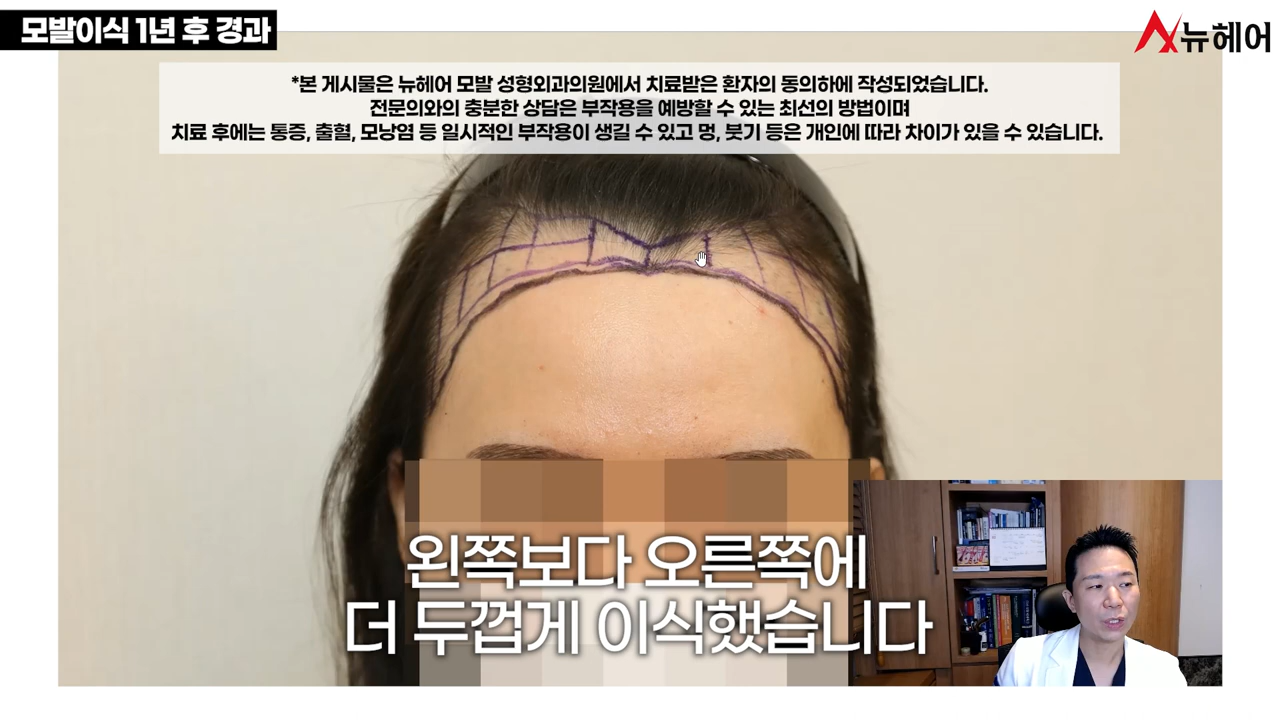 모발이식 1년 후 경과
뉴헤어
*본 게시물은 뉴헤어 모발 성형외과의원에서 치료받은 환자의 동의하에 작성되었습니다.
전문의와의 충분한 상담은 부작용을 예방할 수 있는 최선의 방법이며
치료 후에는 통증, 출혈, 모낭염 등 일시적인 부작용이 생길 수 있고 멍, 붓기 등은 개인에 따라 차이가 있을 수 있습니다.
왼쪽보다 오른쪽에
더 두껍게 이식했습니다